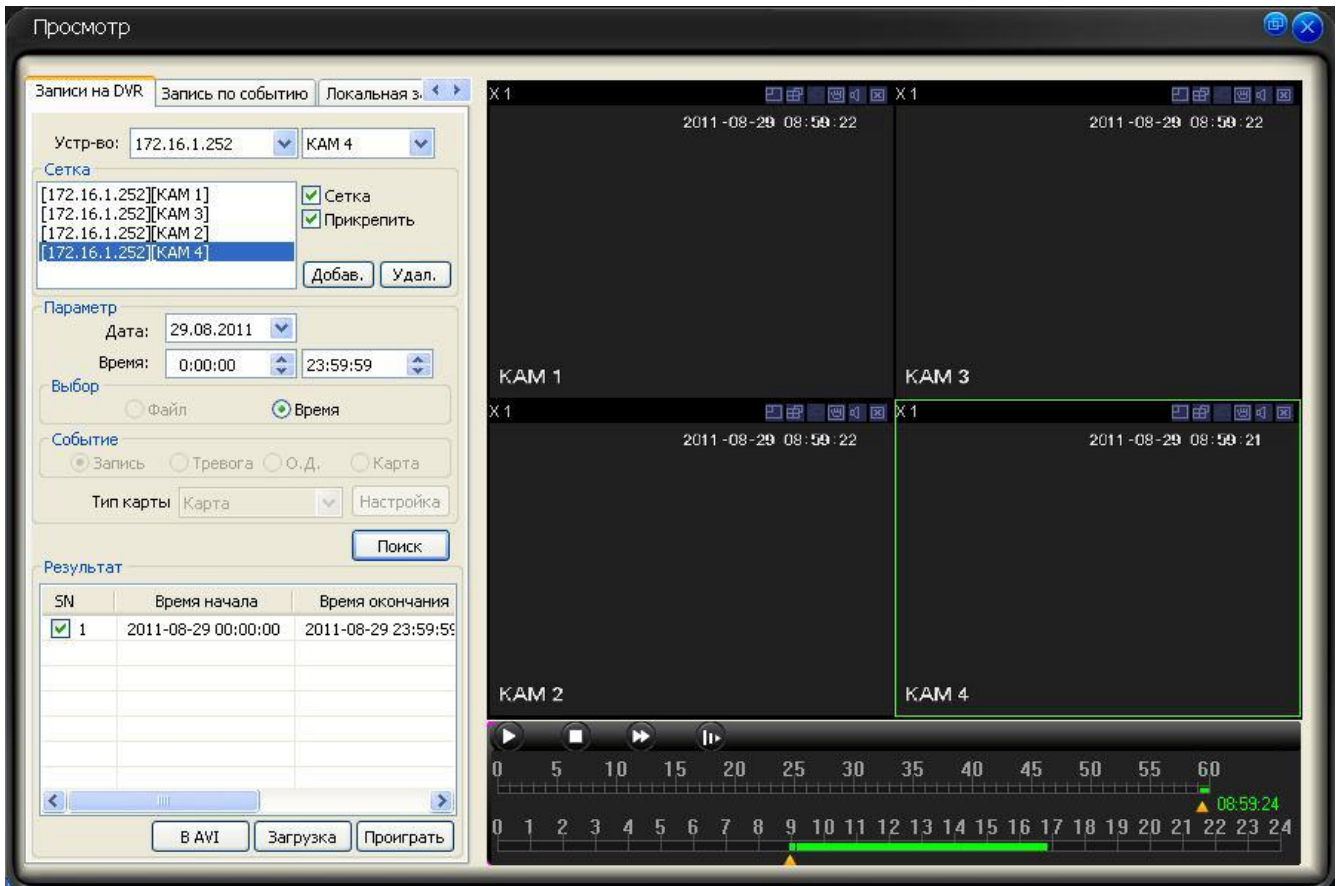 Просмотр
Записи на DVR Запись по событию Локальная з
Устр-во: 172.16.1.252 КАМ 4
Сетка
[172.16.1.252][КАМ 1]
[172.16.1.252][КАМ 3]
[172.16.1.252][КАМ 2]
[172.16.1.252][КАМ 4]
Сетка
Прикрепить
Добав. Удал.
Параметр
Дата: 29.08.2011
Время: 0:00:00 23:59:59
Выбор
Файл Время
Событие
Запись Тревога О.Д. Карта
Тип карты Карта Настройка
Поиск
Результат
SN Время начала Время окончания
1 2011-08-29 00:00:00 2011-08-29 23:59:59
В AVI Загрузка Проиграть
X 1
2011-08-29 08:59:22
КАМ 1
X 1
2011-08-29 08:59:22
КАМ 3
X 1
2011-08-29 08:59:22
КАМ 2
X 1
2011-08-29 08:59:21
КАМ 4
0 5 10 15 20 25 30 35 40 45 50 55 60
08:59:24
0 1 2 3 4 5 6 7 8 9 10 11 12 13 14 15 16 17 18 19 20 21 22 23 24